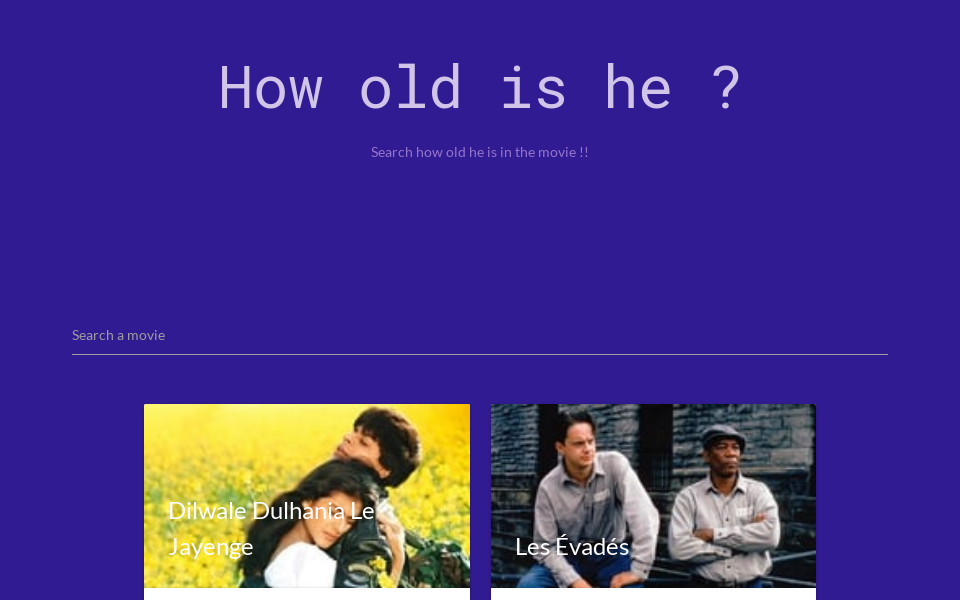 How old is he ?
Search how old he is in the movie !!
Search a movie
Dilwale Dulhania Le
Jayenge
Les Évadés